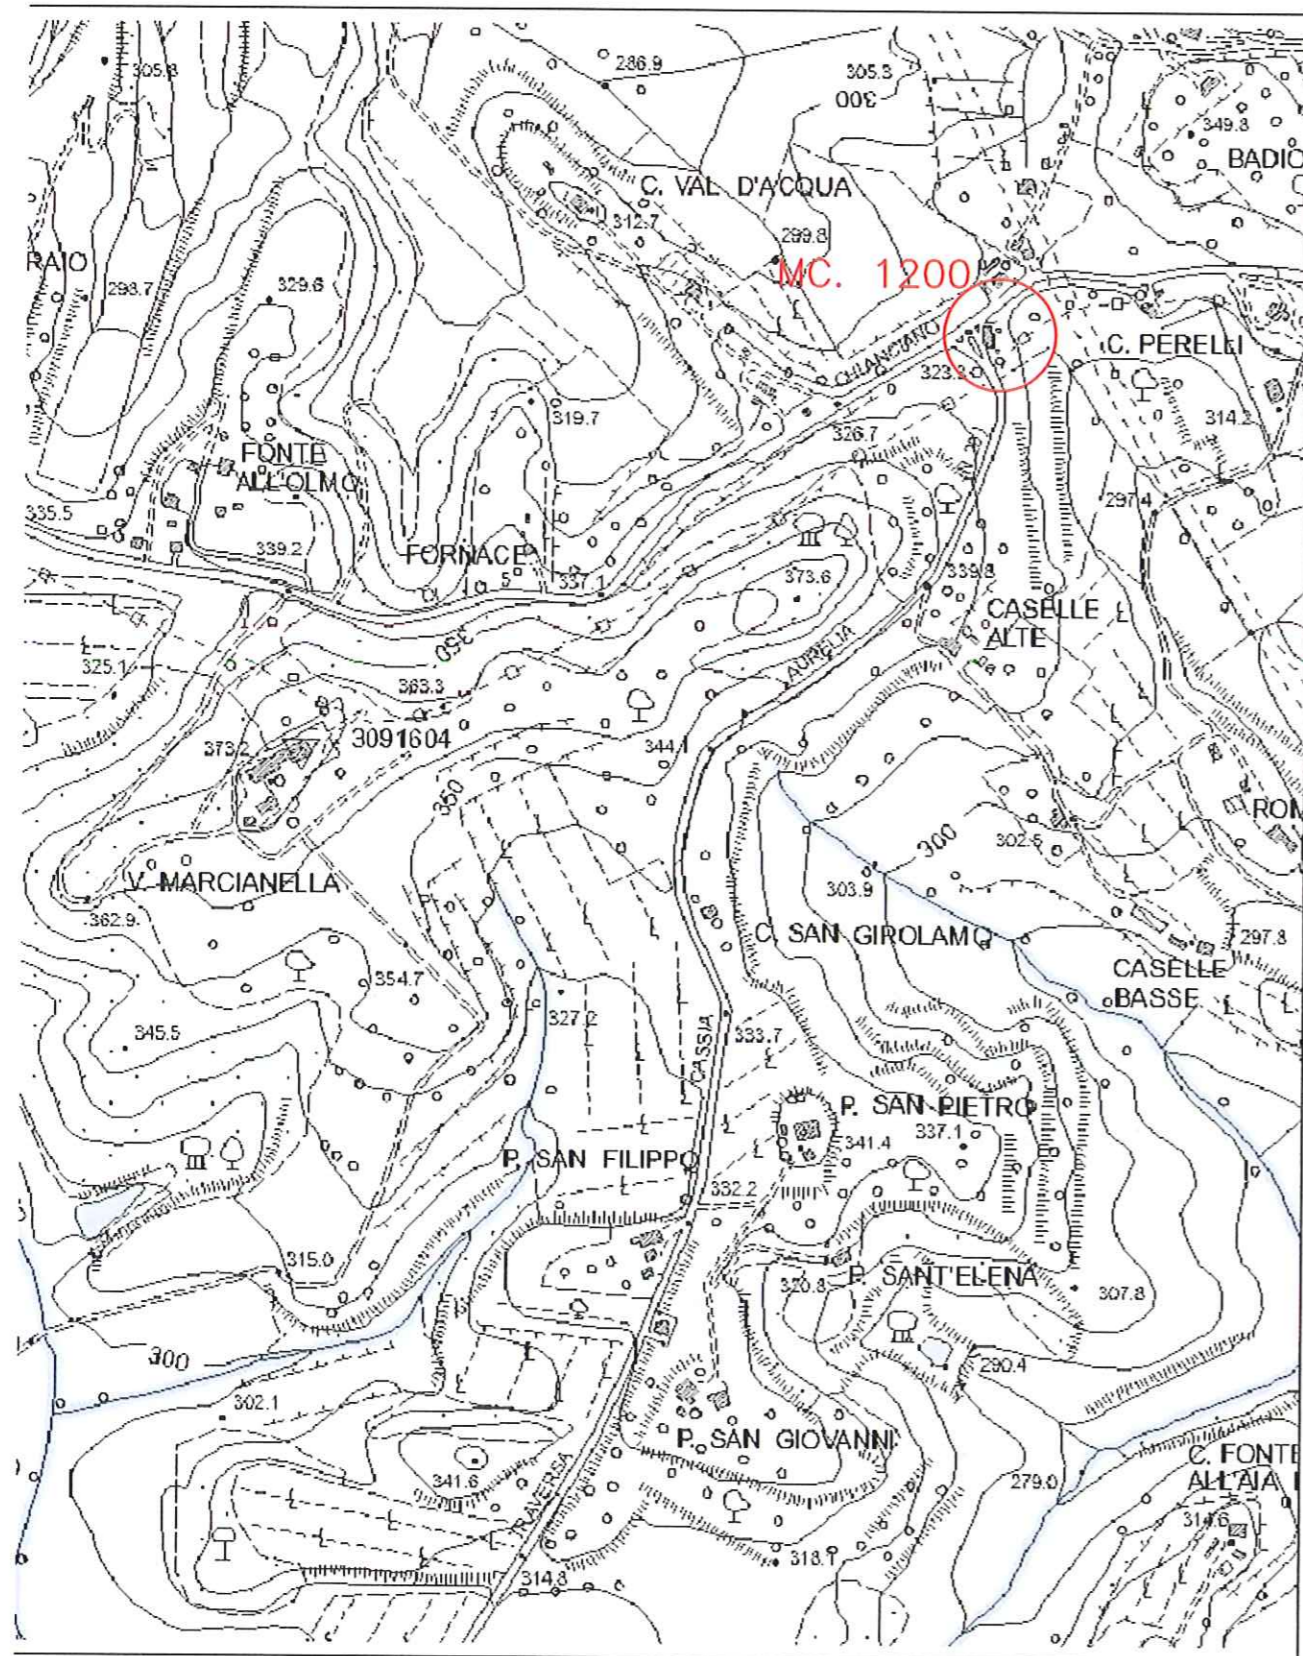 305.8
286.9
305.3
300
349.8
BADIO
C. VAL D'ACQUA
312.7
299.8
RAIO
298.7
329.6
MC. 1200
CHIANCIANO
C. PERELLI
323.3
319.7
326.7
314.2
FONTE
ALL'OLMO
297.4
335.5
339.2
FORNACE
337.1
373.6
339.8
CASELLE
ALTE
350
AURELIA
325.1
363.3
3091604
373.2
344.1
350
300
302.5
ROM
V. MARCIANELLA
303.9
362.9
C. SAN GIROLAMO
297.8
354.7
CASELLE
BASSE
327.2
345.5
333.7
CASSIA
P. SAN PIETRO
341.4
337.1
P. SAN FILIPPO
332.2
315.0
320.8
P. SANT'ELENA
307.8
300
290.4
302.1
P. SAN GIOVANNI
341.6
TRAVERSA
279.0
C. FONTE
ALL'AIA
314.6
318.1
314.8